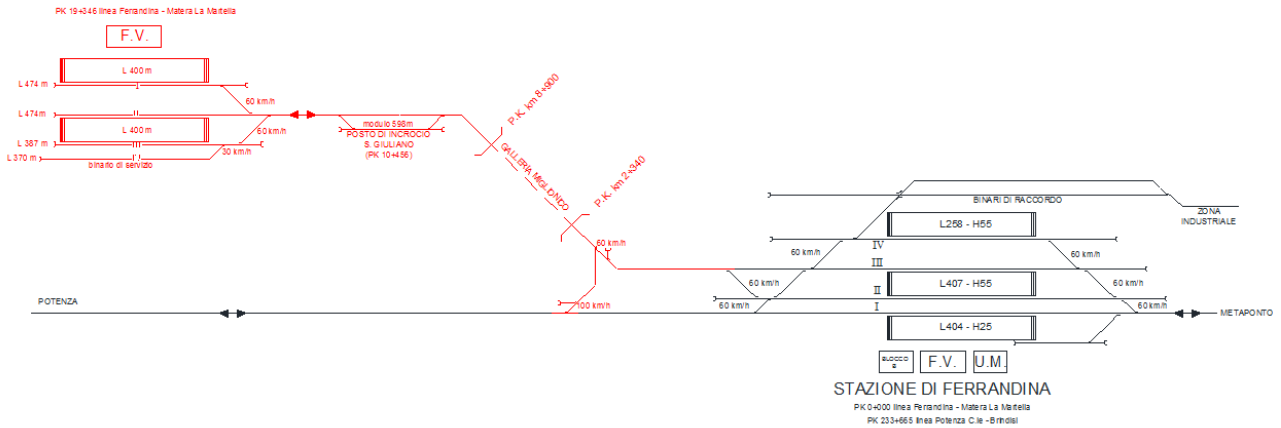 PK 19+346 linea Ferrandina - Matera La Martella
F.V.
L 400 m
L 474 m
I
60 km/h
L 474 m
II
L 400 m
60 km/h
L 387 m
III
30 km/h
L 370 m
IV
binario di servizio
modulo 598m
POSTO DI INCROCIO
S. GIULIANO
(PK 10+456)
P.K. km 8+900
GALLERIA MIGLIONICO
P.K. km 2+340
60 km/h
100 km/h
POTENZA
BINARI DI RACCORDO
ZONA
INDUSTRIALE
L258 - H55
IV
60 km/h
60 km/h
III
L407 - H55
60 km/h
60 km/h
II
60 km/h
60 km/h
I
METAPONTO
L404 - H25
BLOCCO
F.V.
U.M.
STAZIONE DI FERRANDINA
PK 0+000 linea Ferrandina - Matera La Martella
PK 233+665 linea Potenza C.le - Brindisi